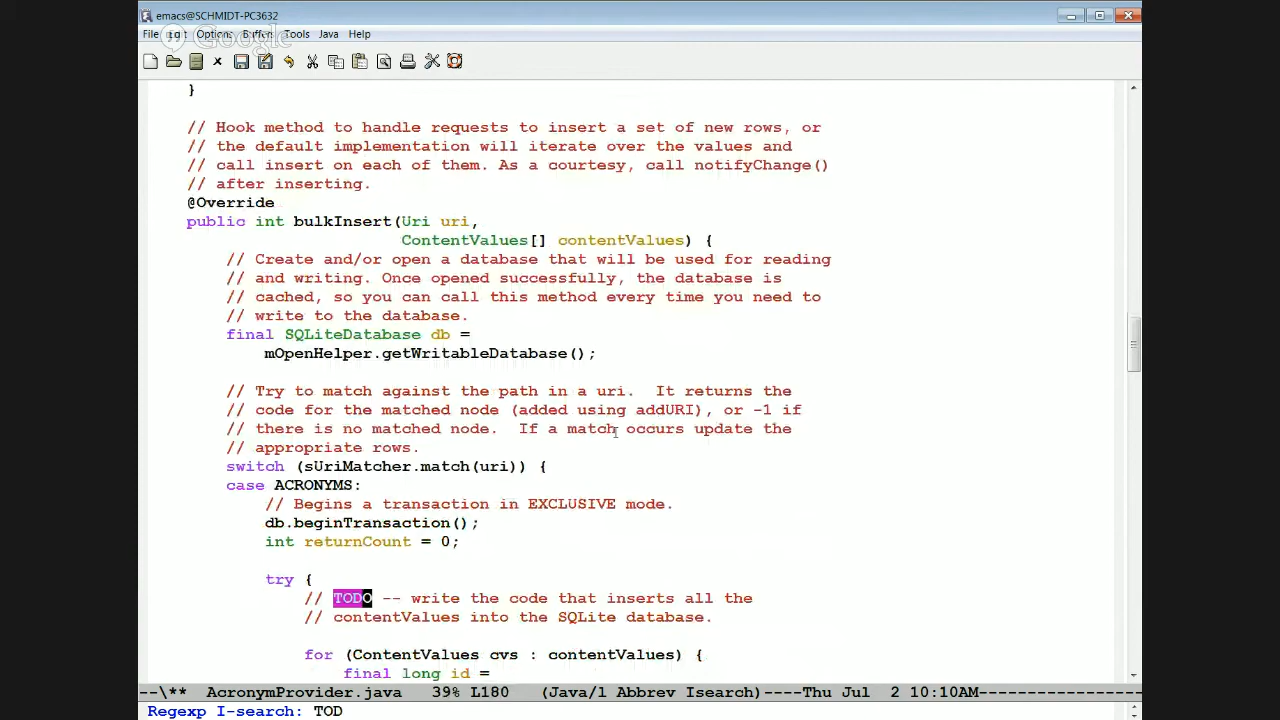 emacs@SCHMIDT-PC3632
File Options Buffers Tools Java Help
Google
}
// Hook method to handle requests to insert a set of new rows, or
// the default implementation will iterate over the values and
// call insert on each of them. As a courtesy, call notifyChange()
// after inserting.
@Override
public int bulkInsert(Uri uri,
ContentValues[] contentValues) {
// Create and/or open a database that will be used for reading
// and writing. Once opened successfully, the database is
// cached, so you can call this method every time you need to
// write to the database.
final SQLiteDatabase db =
mOpenHelper.getWritableDatabase();
// Try to match against the path in a uri. It returns the
// code for the matched node (added using addURI), or -1 if
// there is no matched node. If a match occurs update the
// appropriate rows.
switch (sUriMatcher.match(uri)) {
case ACRONYMS:
// Begins a transaction in EXCLUSIVE mode.
db.beginTransaction();
int returnCount = 0;
try {
// TODO -- write the code that inserts all the
// contentValues into the SQLite database.
for (ContentValues cvs : contentValues) {
final long id =
--\** AcronymProvider.java 39% L180 (Java/l Abbrev Isearch)----Thu Jul 2 10:10AM-----------------
Regexp I-search: TOD